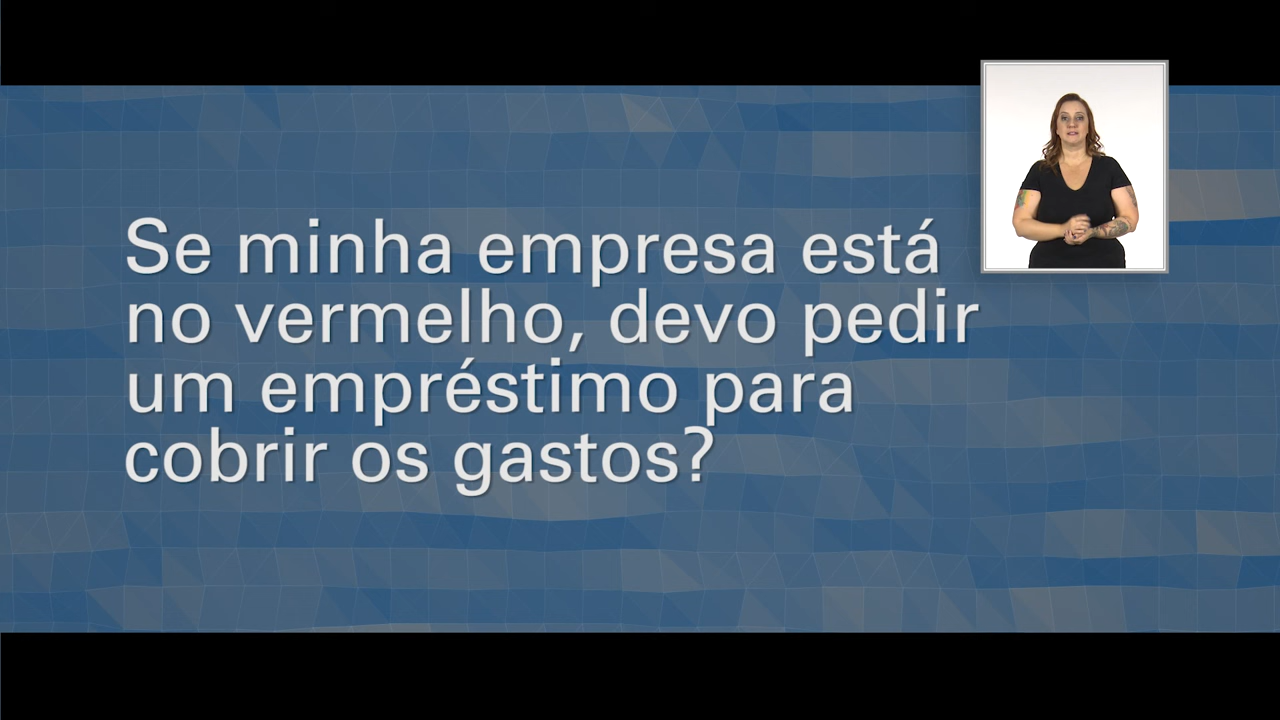 Se minha empresa está
no vermelho, devo pedir
um empréstimo para
cobrir os gastos?